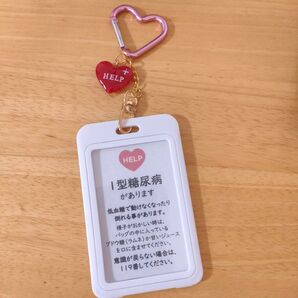 HELP
HELP
1型糖尿病
があります
低血糖で動けなくなったり
倒れる事があります。
様子がおかしい時は、
バッグの中に入っている
ブドウ糖(ラムネ)か甘いジュース
を口に含ませてください。
意識が戻らない場合は、
119番してください。